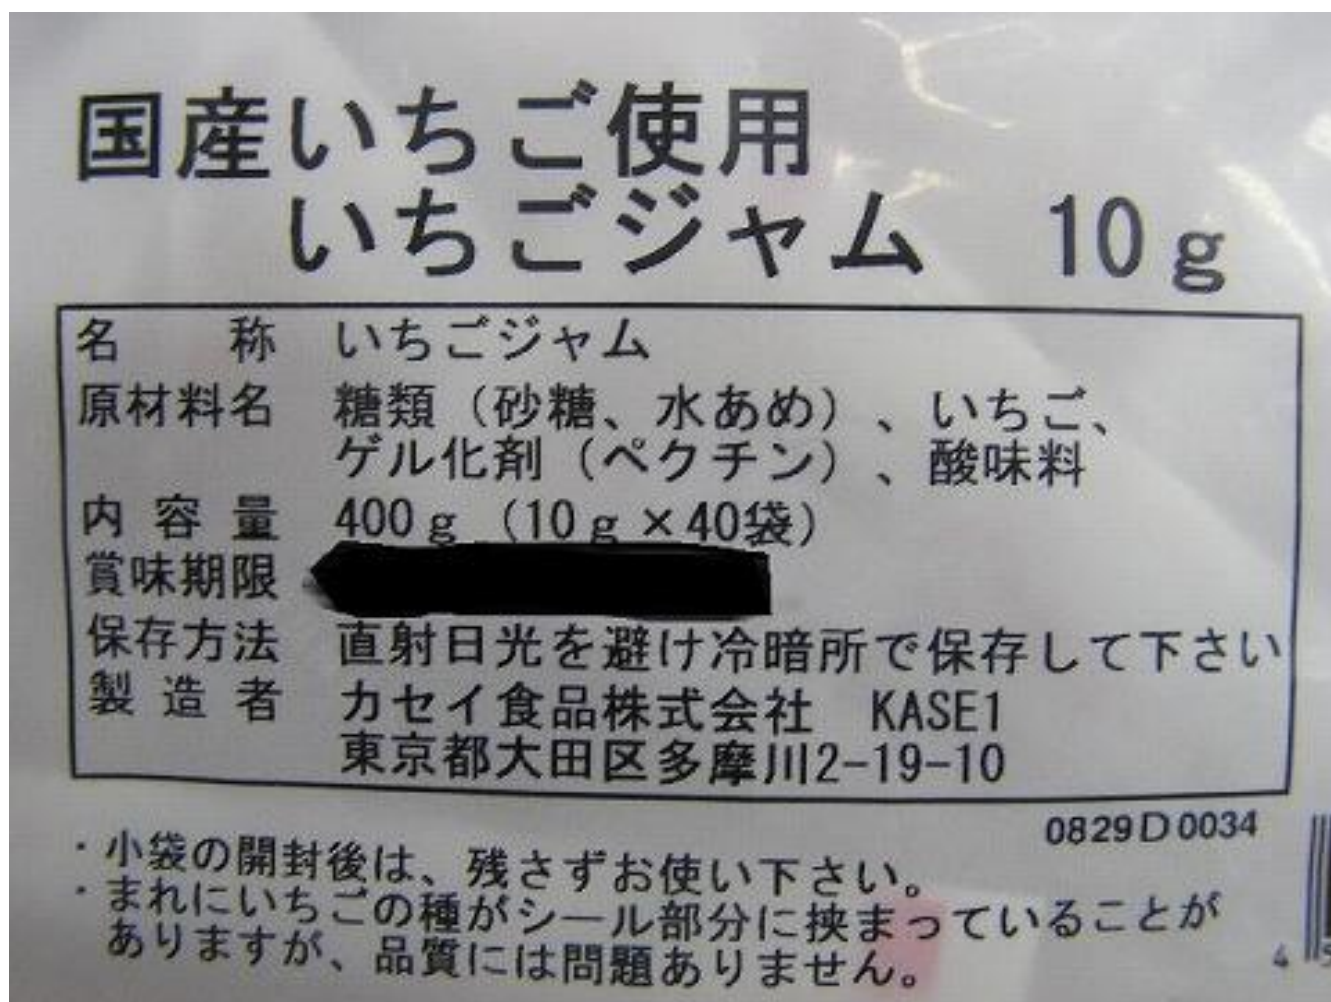 国産いちご使用
いちごジャム 10g
名称 いちごジャム
原材料名 糖類（砂糖、水あめ）、いちご、
ゲル化剤（ペクチン）、酸味料
内容量 400g（10g×40袋）
賞味期限
保存方法 直射日光を避け冷暗所で保存して下さい
製造者 カセイ食品株式会社 KASE1
東京都大田区多摩川2-19-10
0829D0034
・小袋の開封後は、残さずお使い下さい。
・まれにいちごの種がシール部分に挟まっていることが
ありますが、品質には問題ありません。
4